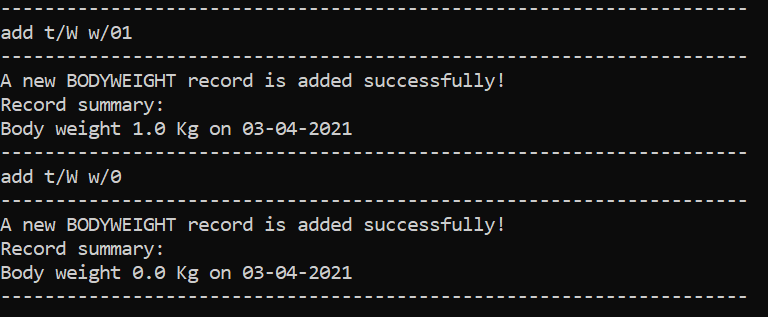 -----------------------------------------------------------------------
add t/W w/01
-----------------------------------------------------------------------
A new BODYWEIGHT record is added successfully!
Record summary:
Body weight 1.0 Kg on 03-04-2021
-----------------------------------------------------------------------
add t/W w/0
-----------------------------------------------------------------------
A new BODYWEIGHT record is added successfully!
Record summary:
Body weight 0.0 Kg on 03-04-2021
-----------------------------------------------------------------------